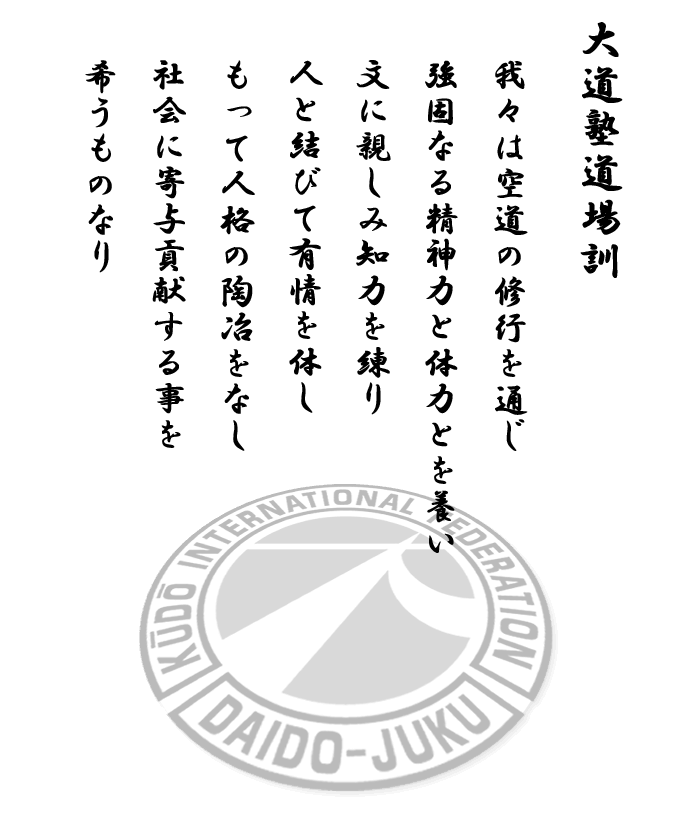 大道塾道場訓
我々は空道の修行を通じ
強固なる精神力と体力とを養い
文に親しみ知力を練り
人と結びて有情を体し
もって人格の陶冶をなし
社会に寄与貢献する事を
希うものなり
KŪDŌ INTERNATIONAL FEDERATION
DAIDO-JUKU